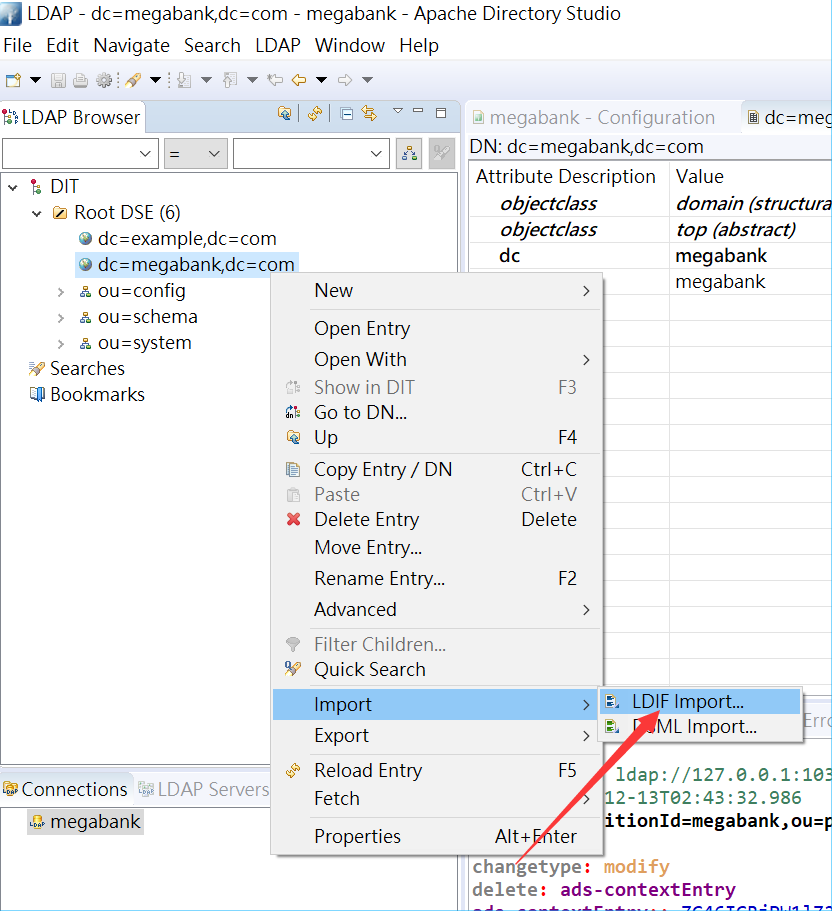 LDAP - dc=megabank,dc=com - megabank - Apache Directory Studio
File Edit Navigate Search LDAP Window Help
LDAP Browser
=
DIT
Root DSE (6)
dc=example,dc=com
dc=megabank,dc=com
ou=config
ou=schema
ou=system
Searches
Bookmarks
megabank - Configuration
dc=meg
DN: dc=megabank,dc=com
Attribute Description Value
objectclass domain (structura
objectclass top (abstract)
dc megabank
megabank
New
Open Entry
Open With
Show in DIT F3
Go to DN...
Up F4
Copy Entry / DN Ctrl+C
Paste Ctrl+V
Delete Entry Delete
Move Entry...
Rename Entry... F2
Advanced
Filter Children...
Quick Search
Import
Export
Reload Entry F5
Fetch
Properties Alt+Enter
LDIF Import...
DSML Import...
Erro
Connections
LDAP Servers
megabank
ldap://127.0.0.1:103
12-13T02:43:32.986
itionId=megabank,ou=p
changetype: modify
delete: ads-contextEntry